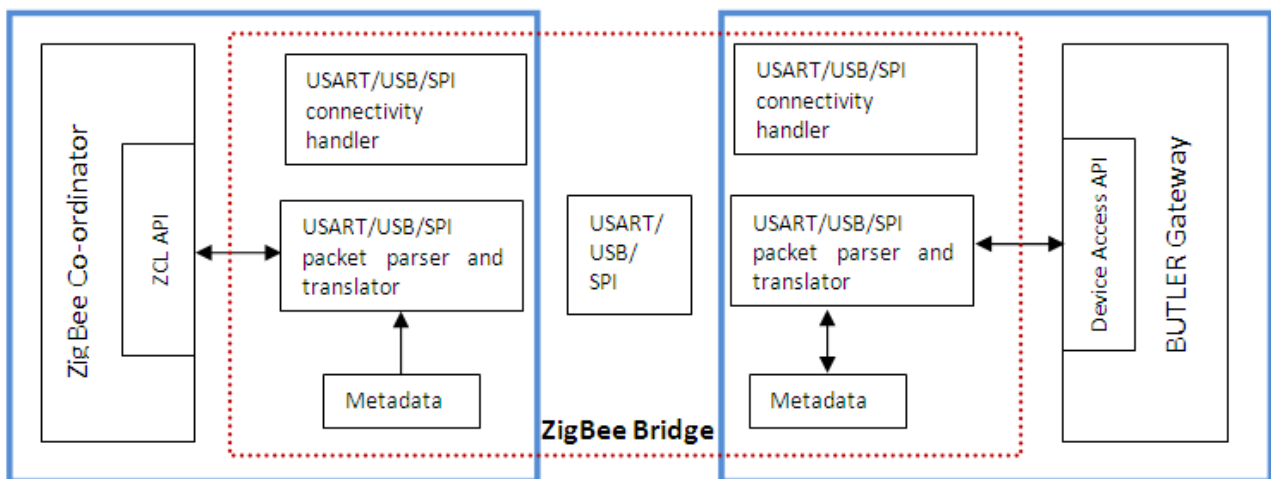 ZigBee Co-ordinator
ZCL API
USART/USB/SPI
connectivity
handler
USART/USB/SPI
packet parser and
translator
Metadata
USART/
USB/
SPI
ZigBee Bridge
USART/USB/SPI
connectivity
handler
USART/USB/SPI
packet parser and
translator
Metadata
Device Access API
BUTLER Gateway